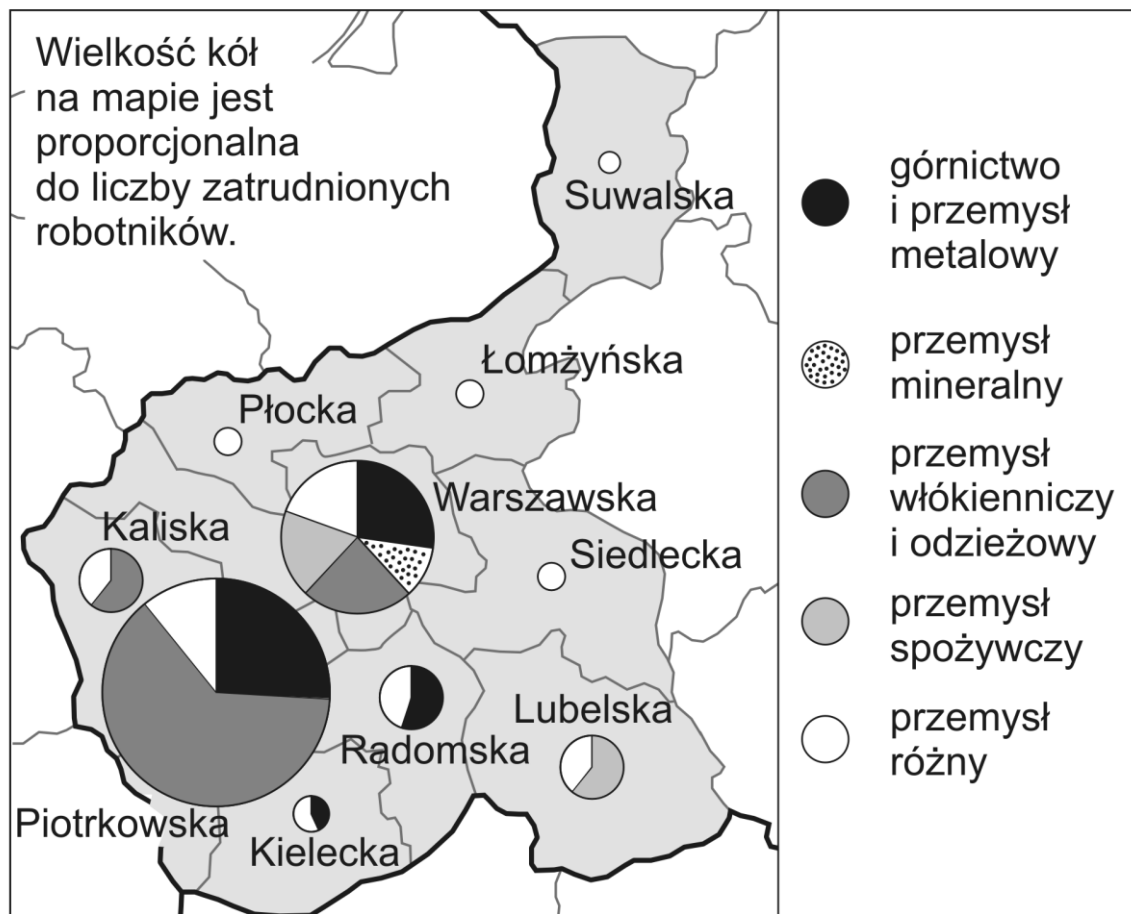 Wielkość kół
na mapie jest
proporcjonalna
do liczby zatrudnionych
robotników.
Suwalska
Łomżyńska
Płocka
Warszawska
Kaliska
Siedlecka
Lubelska
Radomska
Piotrkowska
Kielecka
górnictwo
i przemysł
metalowy
przemysł
mineralny
przemysł
włókienniczy
i odzieżowy
przemysł
spożywczy
przemysł
różny